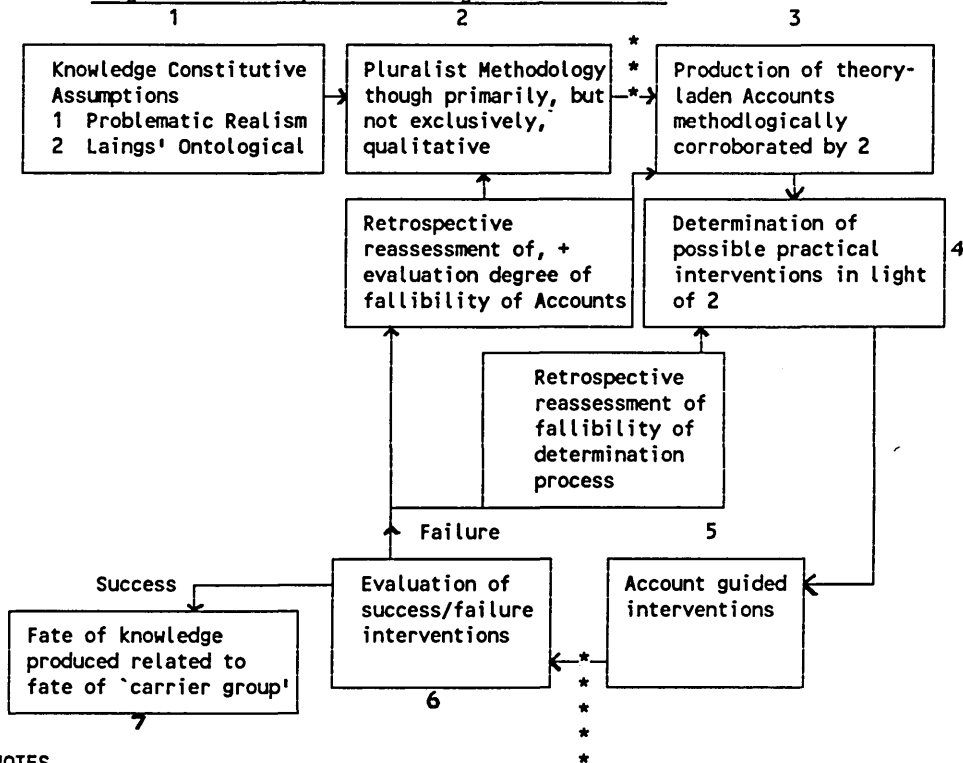 1
2
3
Knowledge Constitutive
Assumptions
1 Problematic Realism
2 Laings' Ontological
Pluralist Methodology
though primarily, but
not exclusively,
qualitative
*
*
*
Production of theory-
laden Accounts
methodlogically
corroborated by 2
Retrospective
reassessment of, +
evaluation degree of
fallibility of Accounts
Determination of
possible practical
interventions in light
of 2
4
Retrospective
reassessment of
fallibility of
determination
process
Failure
5
Success
Evaluation of
success/failure
interventions
Account guided
interventions
Fate of knowledge
produced related to
fate of `carrier group'
6
7
*
*
*
*
*